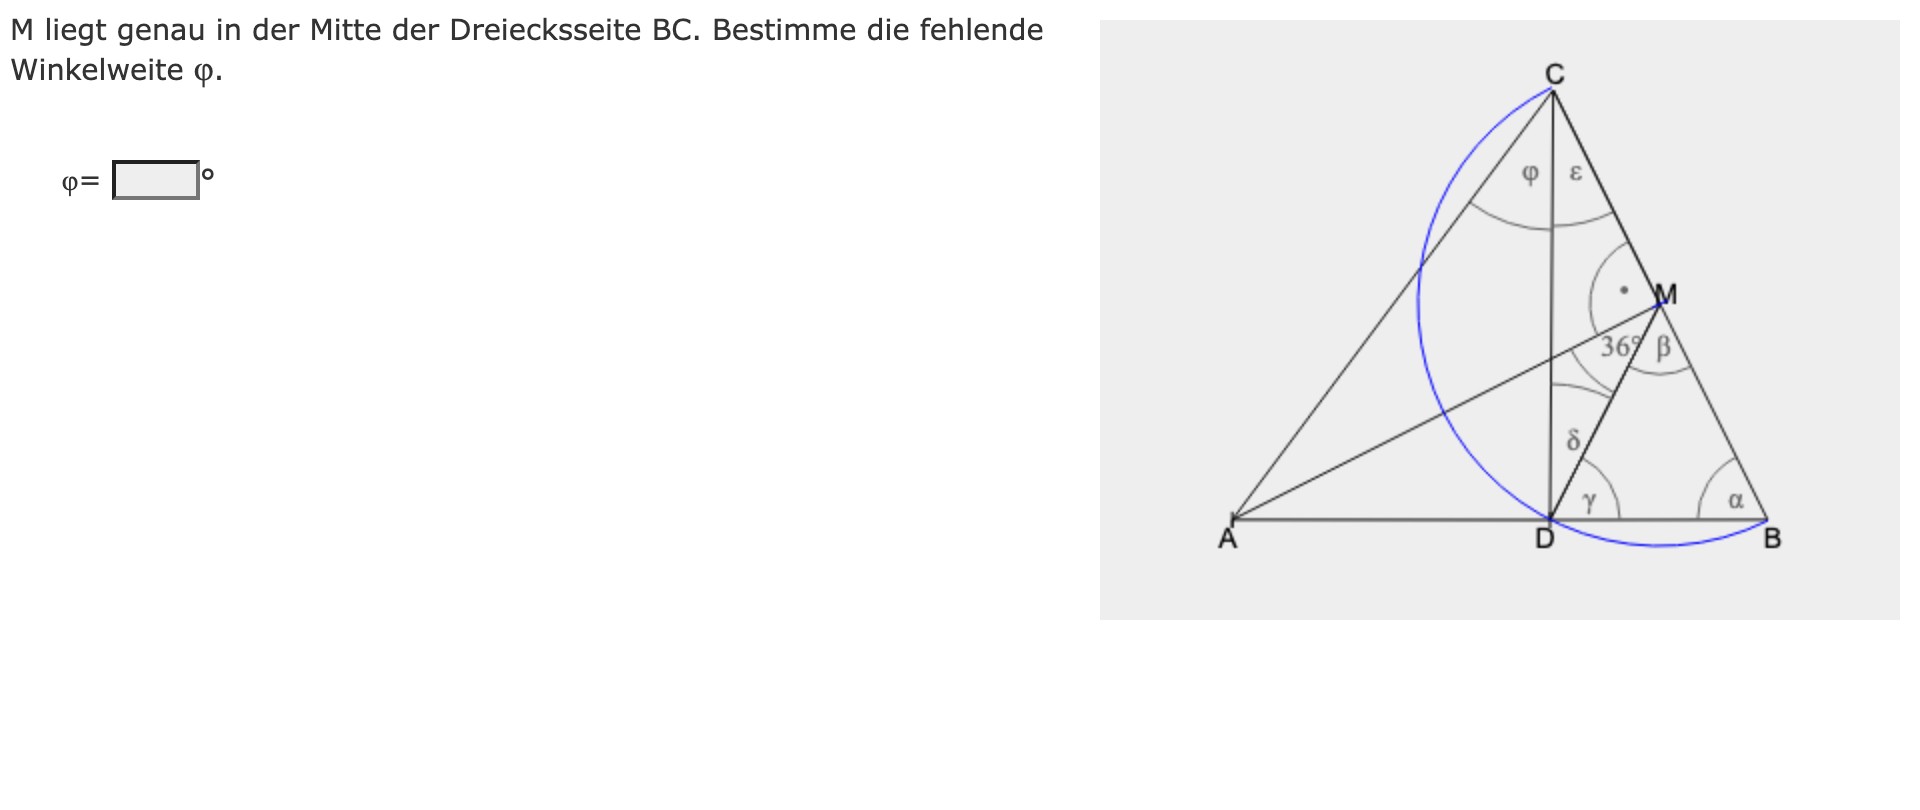 M liegt genau in der Mitte der Dreiecksseite BC. Bestimme die fehlende
Winkelweite φ.
φ= °
C
φ ε
M
36° β
δ
γ α
A D B